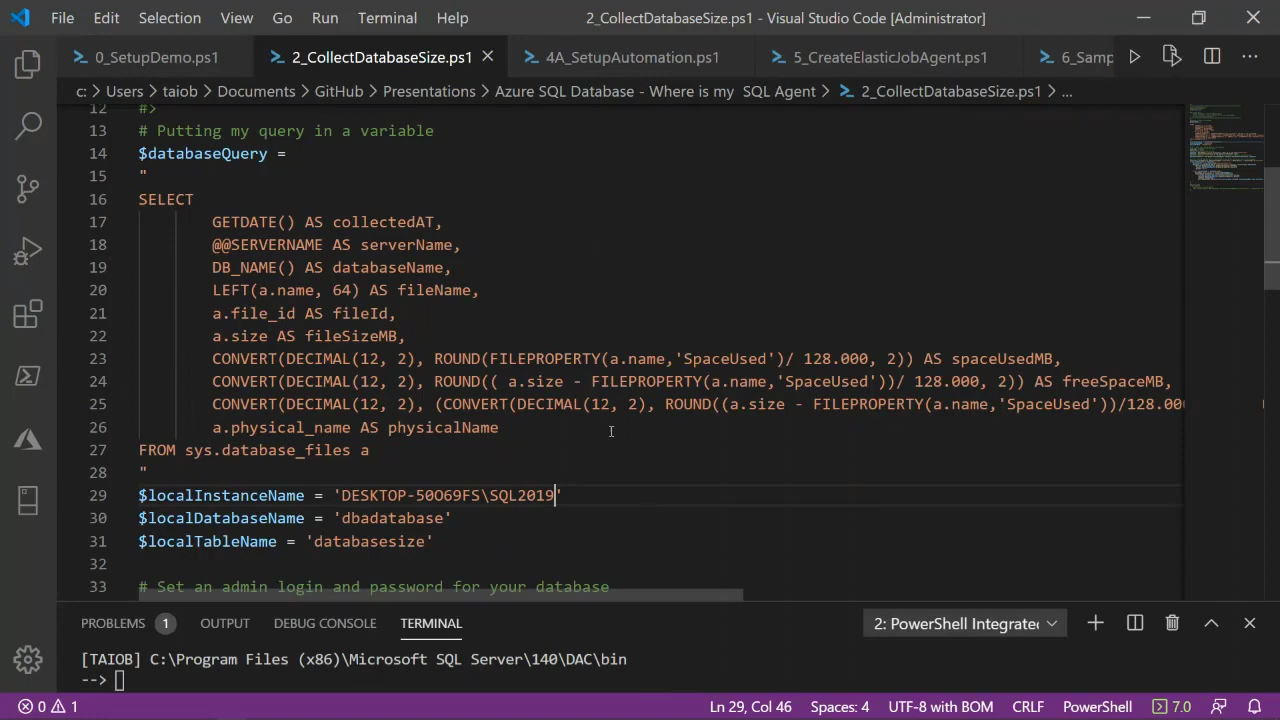 File Edit Selection View Go Run Terminal Help 2_CollectDatabaseSize.ps1 - Visual Studio Code [Administrator]
0_SetupDemo.ps1 2_CollectDatabaseSize.ps1 4A_SetupAutomation.ps1 5_CreateElasticJobAgent.ps1 6_Samp
c: > Users > taiob > Documents > GitHub > Presentations > Azure SQL Database - Where is my SQL Agent > 2_CollectDatabaseSize.ps1 > ...
12 #>
13 # Putting my query in a variable
14 $databaseQuery =
15 "
16 SELECT
17 GETDATE() AS collectedAT,
18 @@SERVERNAME AS serverName,
19 DB_NAME() AS databaseName,
20 LEFT(a.name, 64) AS fileName,
21 a.file_id AS fileId,
22 a.size AS fileSizeMB,
23 CONVERT(DECIMAL(12, 2), ROUND(FILEPROPERTY(a.name,'SpaceUsed')/ 128.000, 2)) AS spaceUsedMB,
24 CONVERT(DECIMAL(12, 2), ROUND(( a.size - FILEPROPERTY(a.name,'SpaceUsed'))/ 128.000, 2)) AS freeSpaceMB,
25 CONVERT(DECIMAL(12, 2), (CONVERT(DECIMAL(12, 2), ROUND((a.size - FILEPROPERTY(a.name,'SpaceUsed'))/128.00
26 a.physical_name AS physicalName
27 FROM sys.database_files a
28 "
29 $localInstanceName = 'DESKTOP-50O69FS\SQL2019'
30 $localDatabaseName = 'dbadatabase'
31 $localTableName = 'databasesize'
32
33 # Set an admin login and password for your database
PROBLEMS 1 OUTPUT DEBUG CONSOLE TERMINAL 2: PowerShell Integrated
[TAIOB] C:\Program Files (x86)\Microsoft SQL Server\140\DAC\bin
-->
0 1 Ln 29, Col 46 Spaces: 4 UTF-8 with BOM CRLF PowerShell 7.0